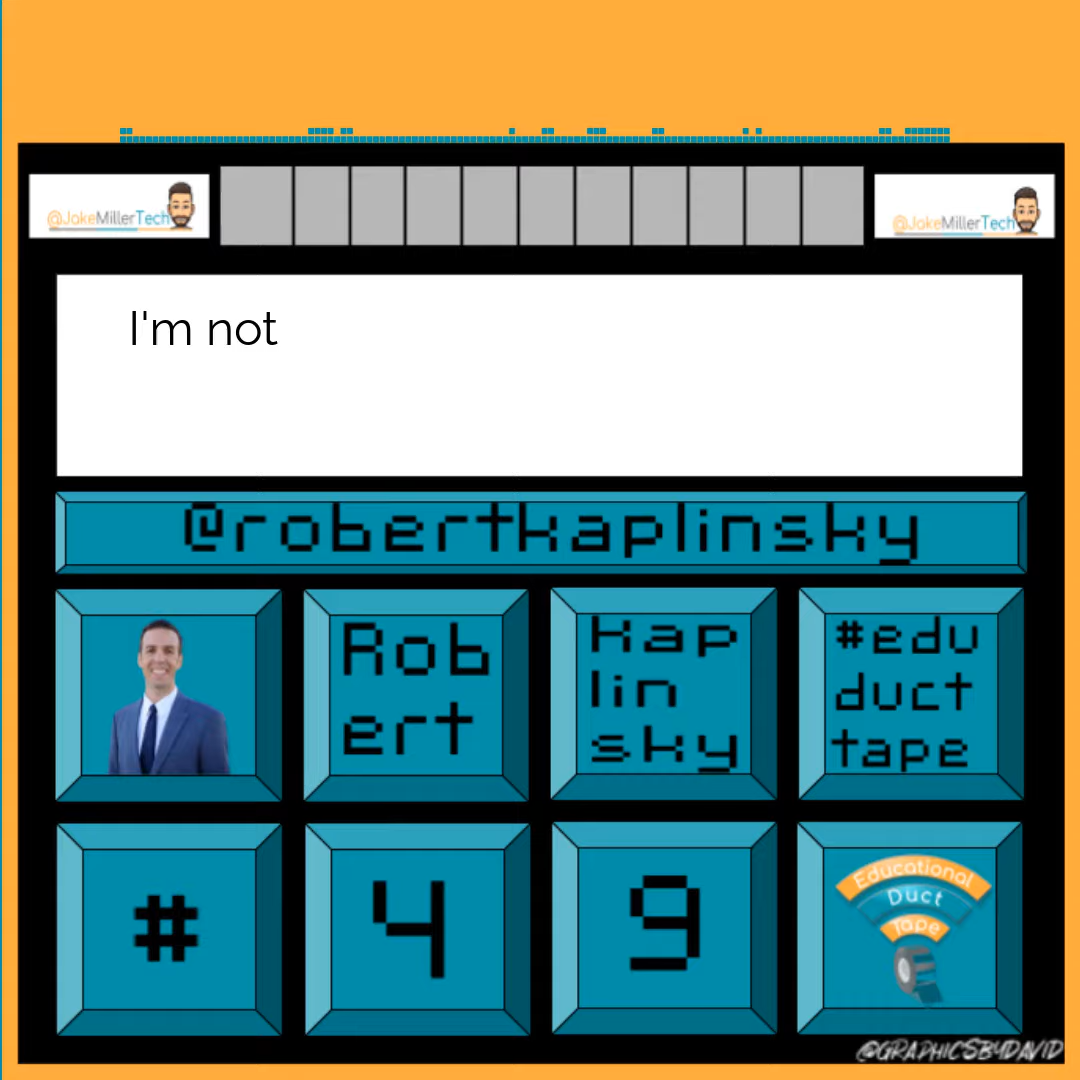 @JakeMillerTech
@JakeMillerTech
I'm not
@robertkaplinsky
Rob
ert
Kap
lin
sky
#edu
duct
tape
#
4
9
Educational
Duct
Tape
@GRAPHICSBYDAVID